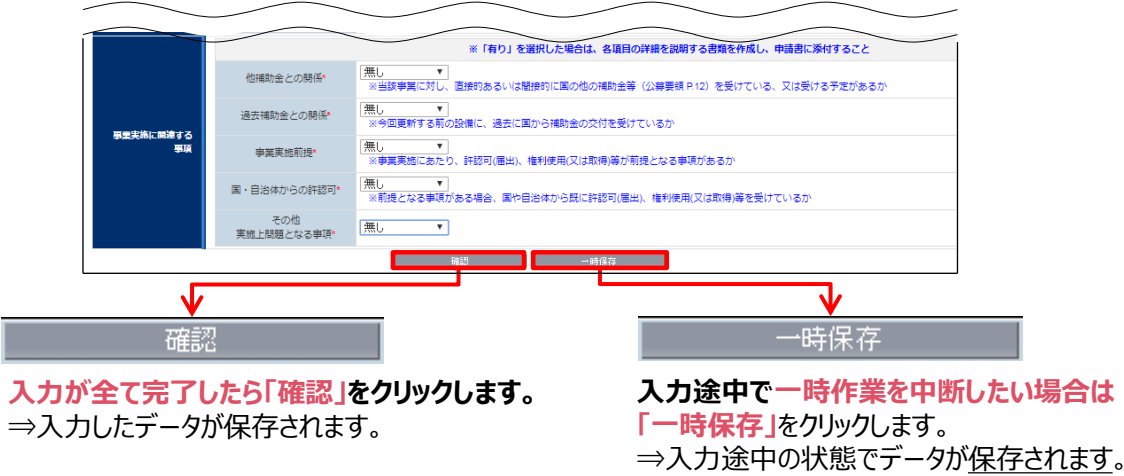 ※「有り」を選択した場合は、各項目の詳細を説明する書類を作成し、申請書に添付すること
事業実施に関連する
事項
他補助金との関係*
無し
※当該事業に対し、直接的あるいは間接的に国の他の補助金等（公募要領 P.12）を受けている、又は受ける予定があるか
過去補助金との関係*
無し
※今回更新する前の設備に、過去に国から補助金の交付を受けているか
事業実施前提*
無し
※事業実施にあたり、許認可(届出)、権利使用(又は取得)等が前提となる事項があるか
国・自治体からの許認可*
無し
※前提となる事項がある場合、国や自治体から既に許認可(届出)、権利使用(又は取得)等を受けているか
その他
実施上問題となる事項*
無し
確認 一時保存
確認
入力が全て完了したら「確認」をクリックします。
⇒入力したデータが保存されます。
一時保存
入力途中で一時作業を中断したい場合は
「一時保存」をクリックします。
⇒入力途中の状態でデータが保存されます。